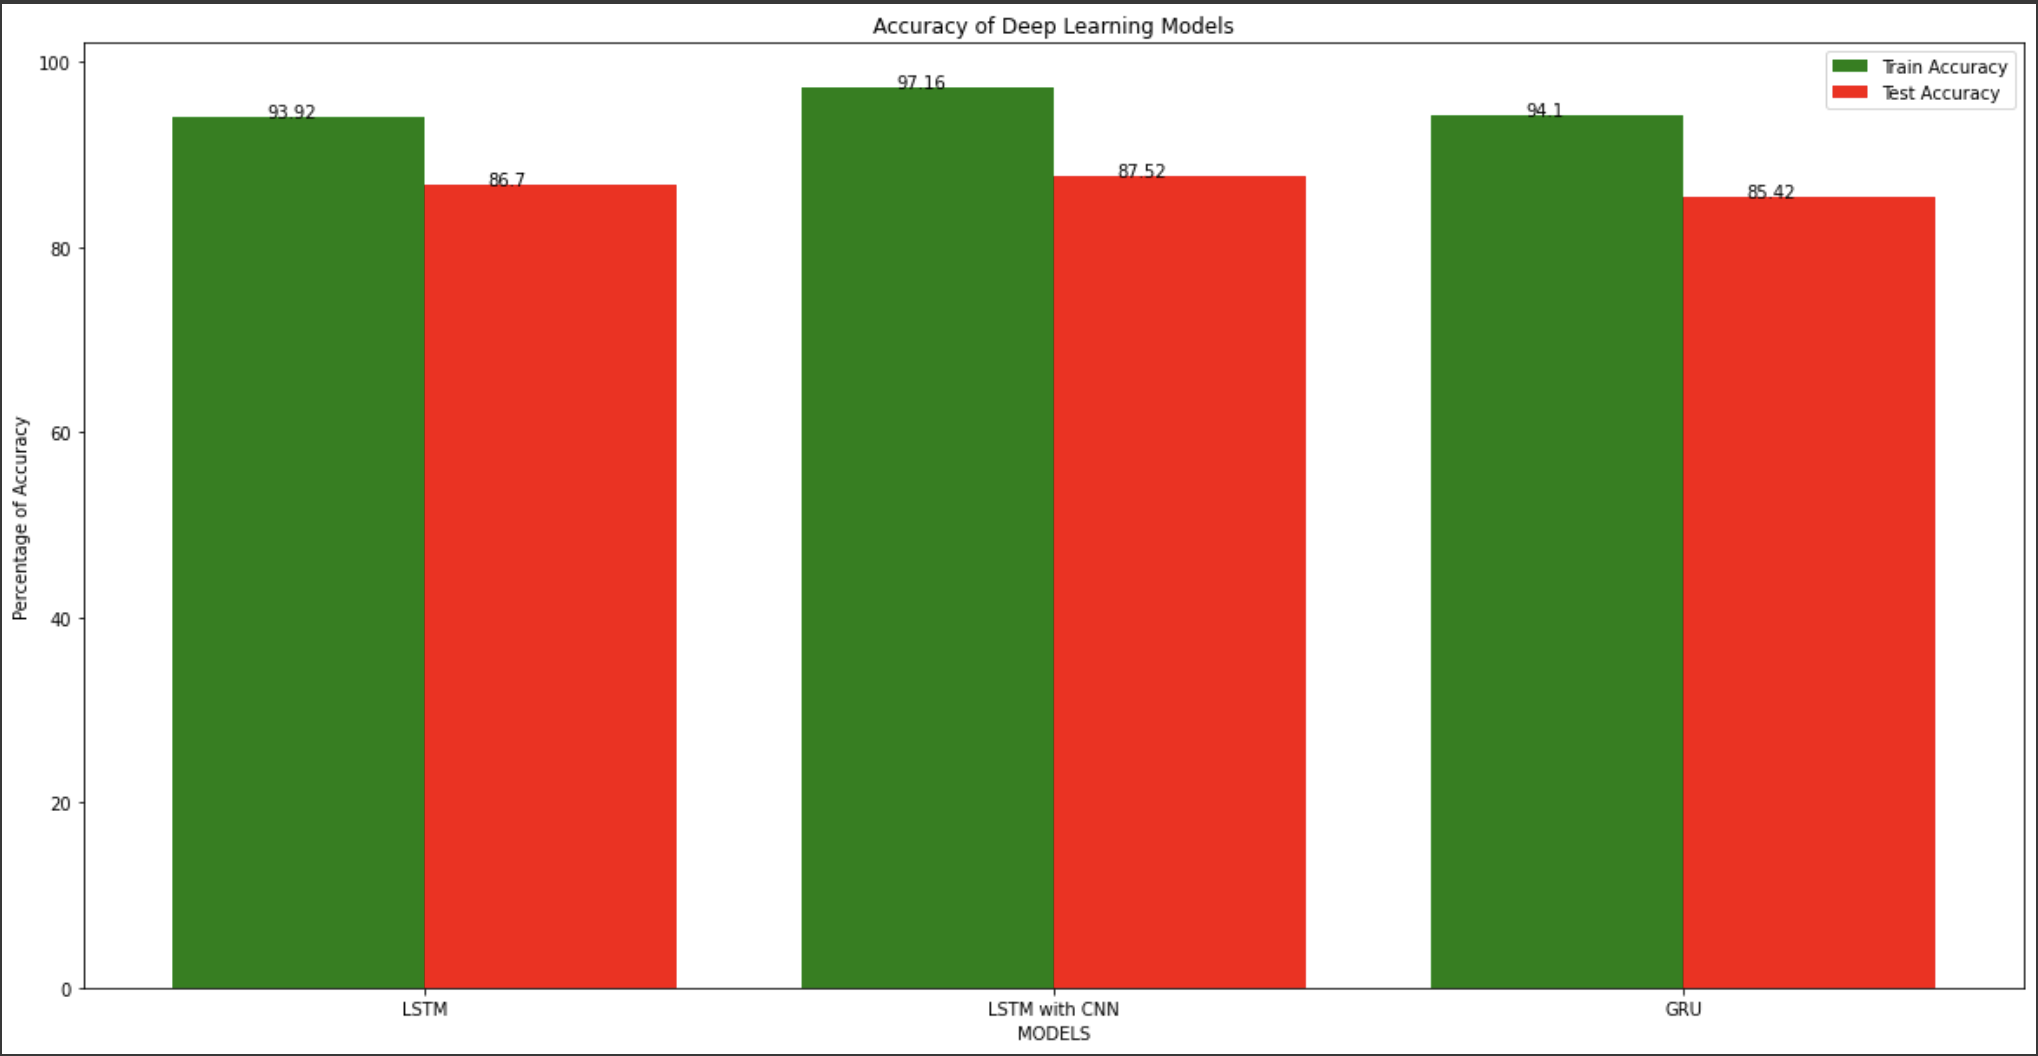 Accuracy of Deep Learning Models
Train Accuracy
Test Accuracy
Percentage of Accuracy
100
80
60
40
20
0
93.92
86.7
97.16
87.52
94.1
85.42
LSTM
LSTM with CNN
GRU
MODELS